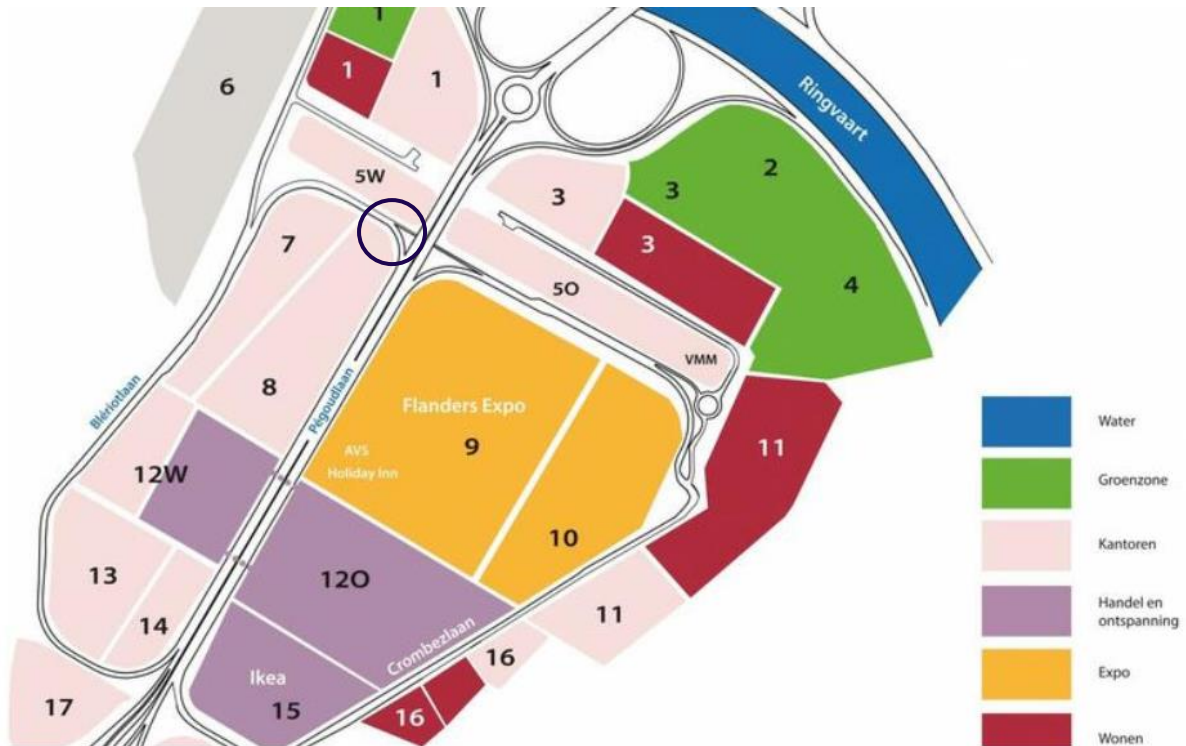 1
1
1
6
Ringvaart
2
5W
3
3
3
7
4
5O
VMM
Blériotlaan
8
Pégoudlaan
Flanders Expo
9
AVS
Holiday Inn
11
12W
10
13
12O
14
11
Crombezlaan
16
Ikea
15
16
17
Water
Groenzone
Kantoren
Handel en
ontspanning
Expo
Wonen